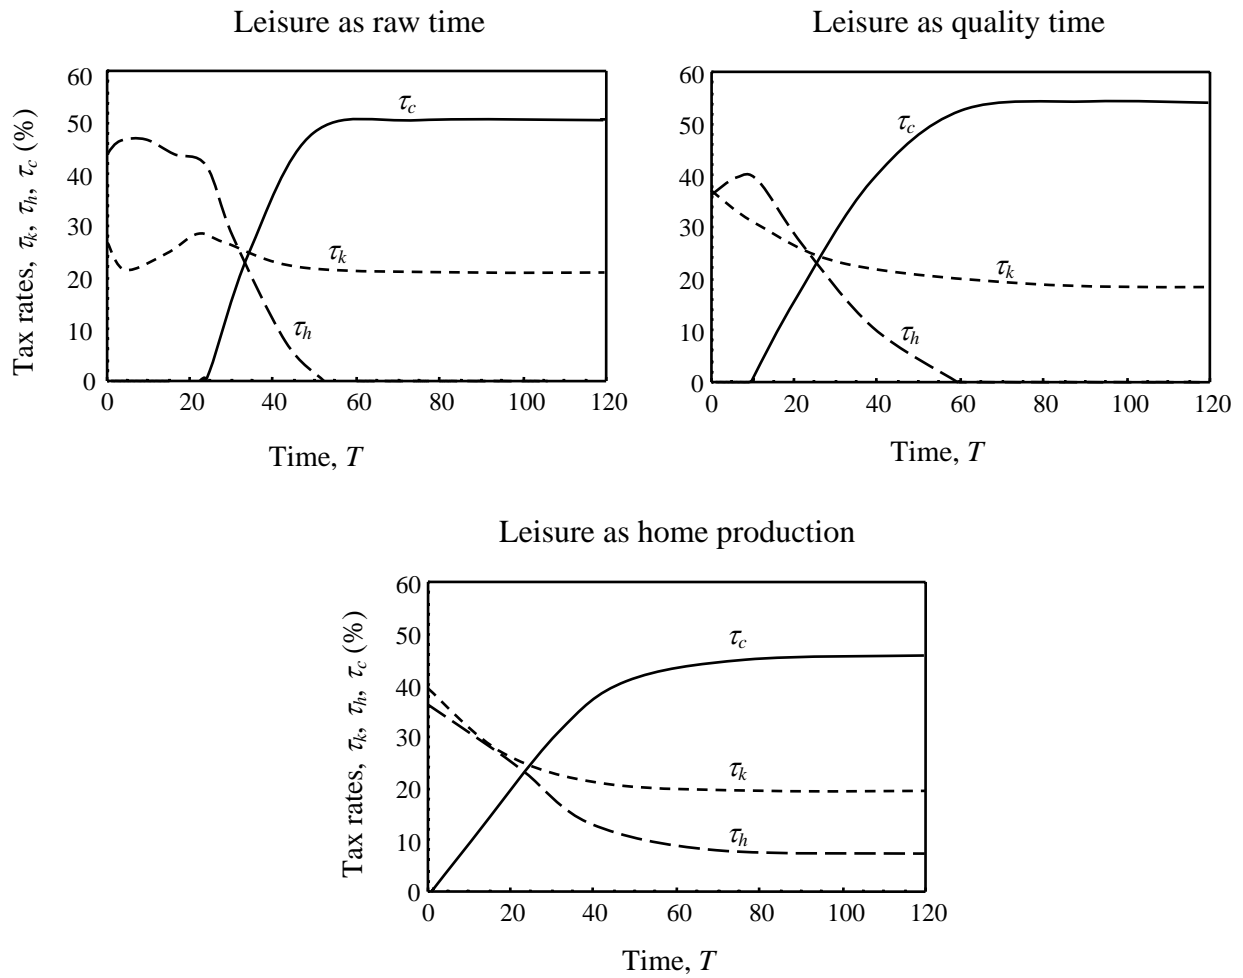 Leisure as raw time
Leisure as quality time
Tax rates, τk, τh, τc (%)
60
50
40
30
20
10
0
τc
τk
τh
0 20 40 60 80 100 120
Time, T
60
50
40
30
20
10
0
τc
τk
τh
0 20 40 60 80 100 120
Time, T
Leisure as home production
Tax rates, τk, τh, τc (%)
60
50
40
30
20
10
0
τc
τk
τh
0 20 40 60 80 100 120
Time, T